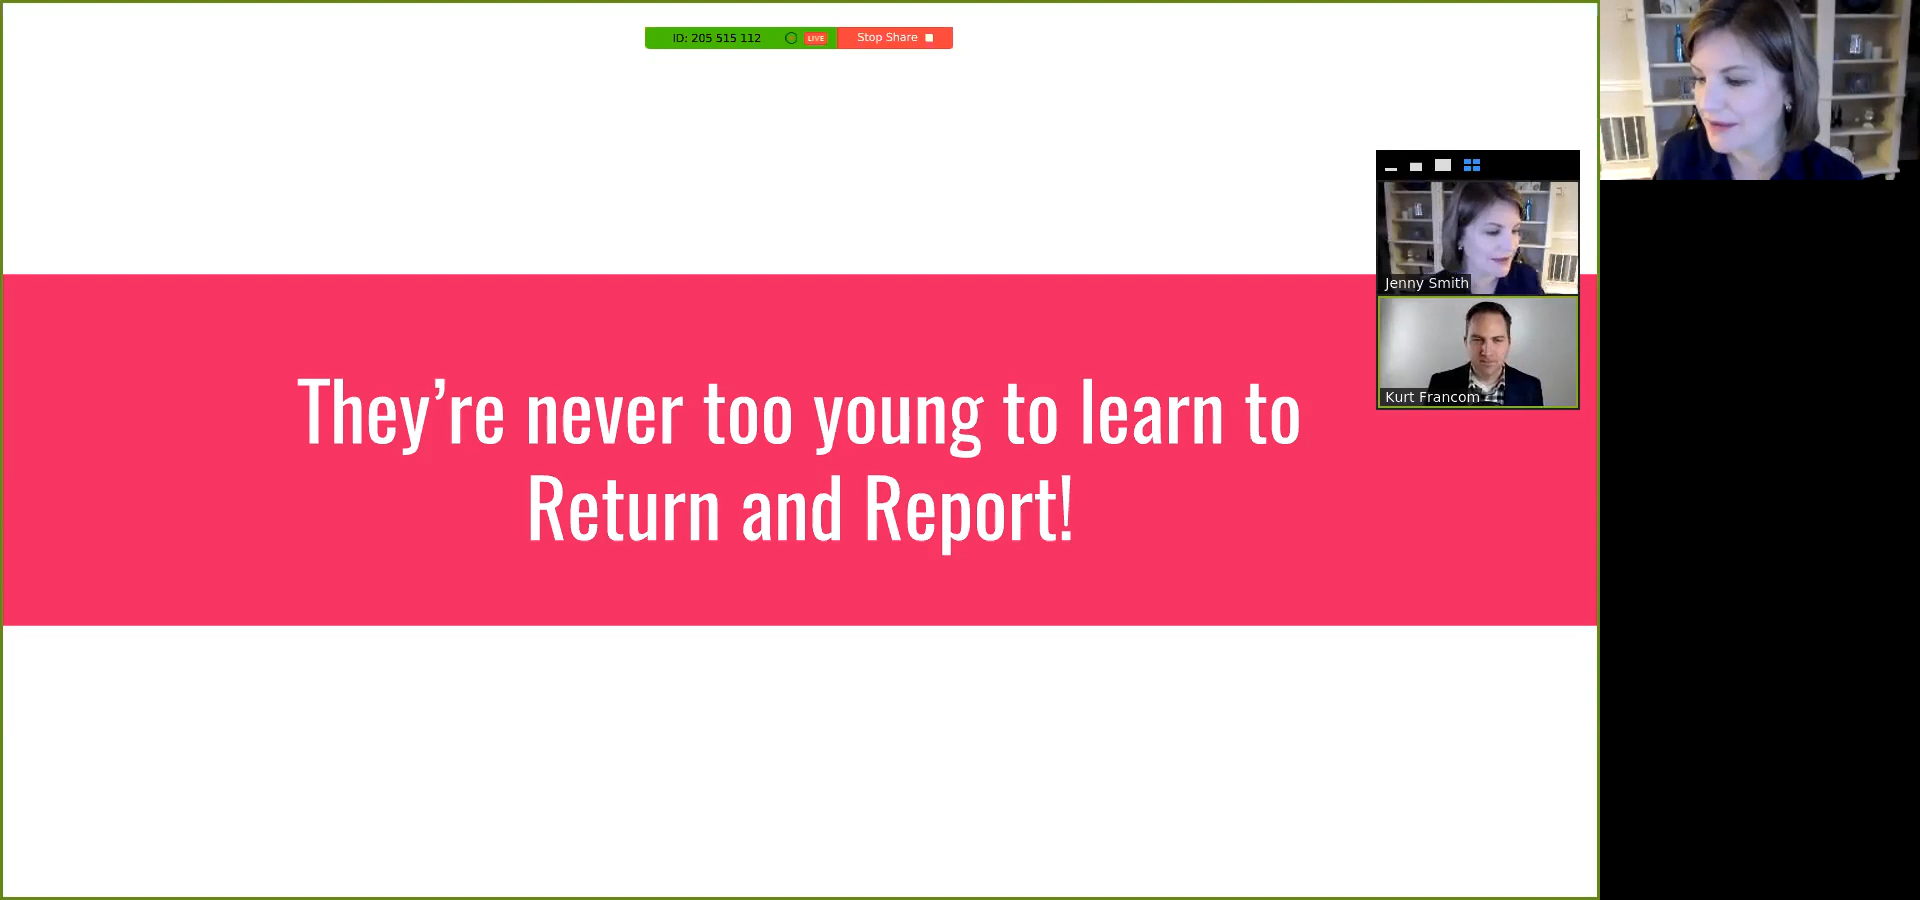 ID: 205 515 112 LIVE Stop Share
Jenny Smith
Kurt Francom
They’re never too young to learn to
Return and Report!